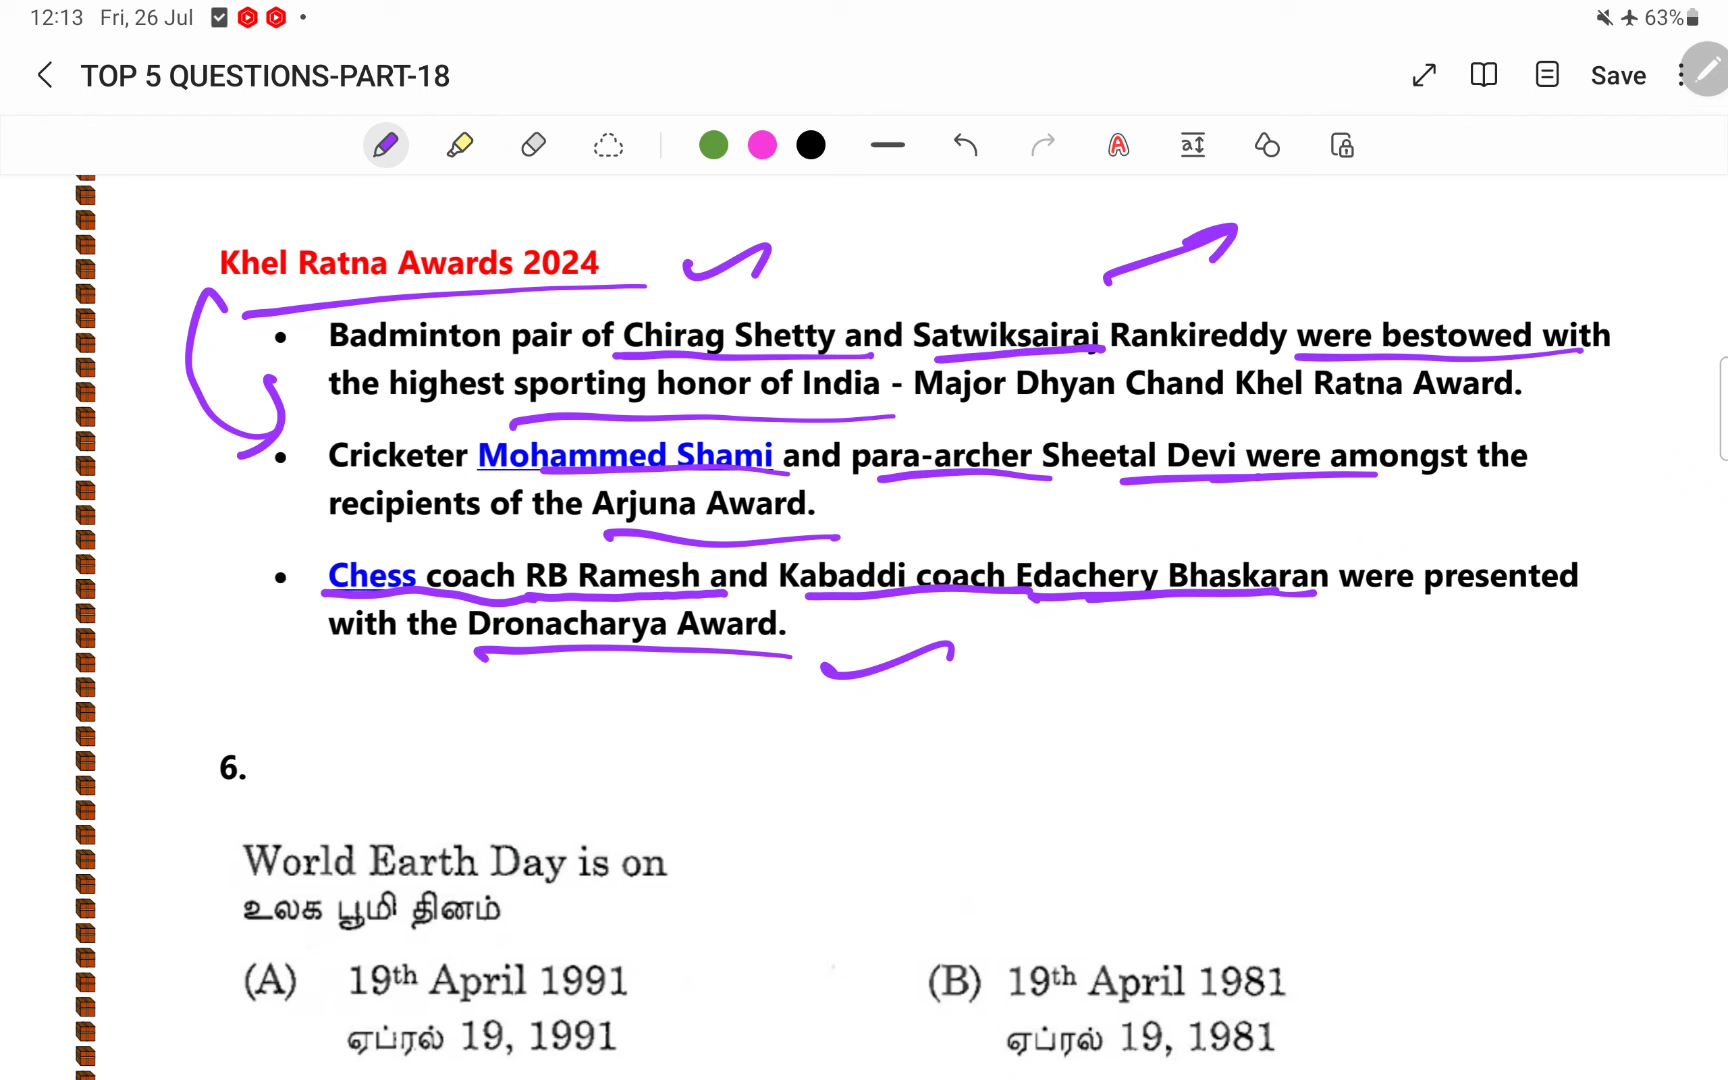 12:13 Fri, 26 Jul
63%
TOP 5 QUESTIONS-PART-18
Save
Khel Ratna Awards 2024
• Badminton pair of Chirag Shetty and Satwiksairaj Rankireddy were bestowed with
the highest sporting honor of India - Major Dhyan Chand Khel Ratna Award.
• Cricketer Mohammed Shami and para-archer Sheetal Devi were amongst the
recipients of the Arjuna Award.
• Chess coach RB Ramesh and Kabaddi coach Edachery Bhaskaran were presented
with the Dronacharya Award.
6.
World Earth Day is on
உலக பூமி தினம்
(A) 19th April 1991
ஏப்ரல் 19, 1991
(B) 19th April 1981
ஏப்ரல் 19, 1981